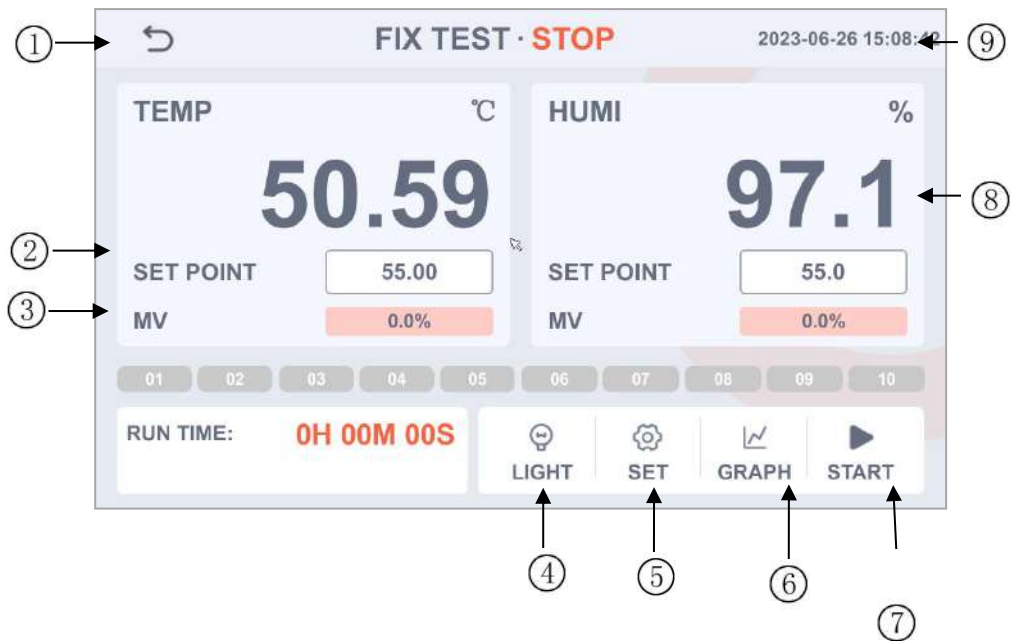 ① FIX TEST · STOP 2023-06-26 15:08:42 ⑨
TEMP ℃ HUMI %
50.59 97.1 ⑧
② SET POINT 55.00 SET POINT 55.0
③ MV 0.0% MV 0.0%
01 02 03 04 05 06 07 08 09 10
RUN TIME: 0H 00M 00S
LIGHT SET GRAPH START
④ ⑤ ⑥ ⑦